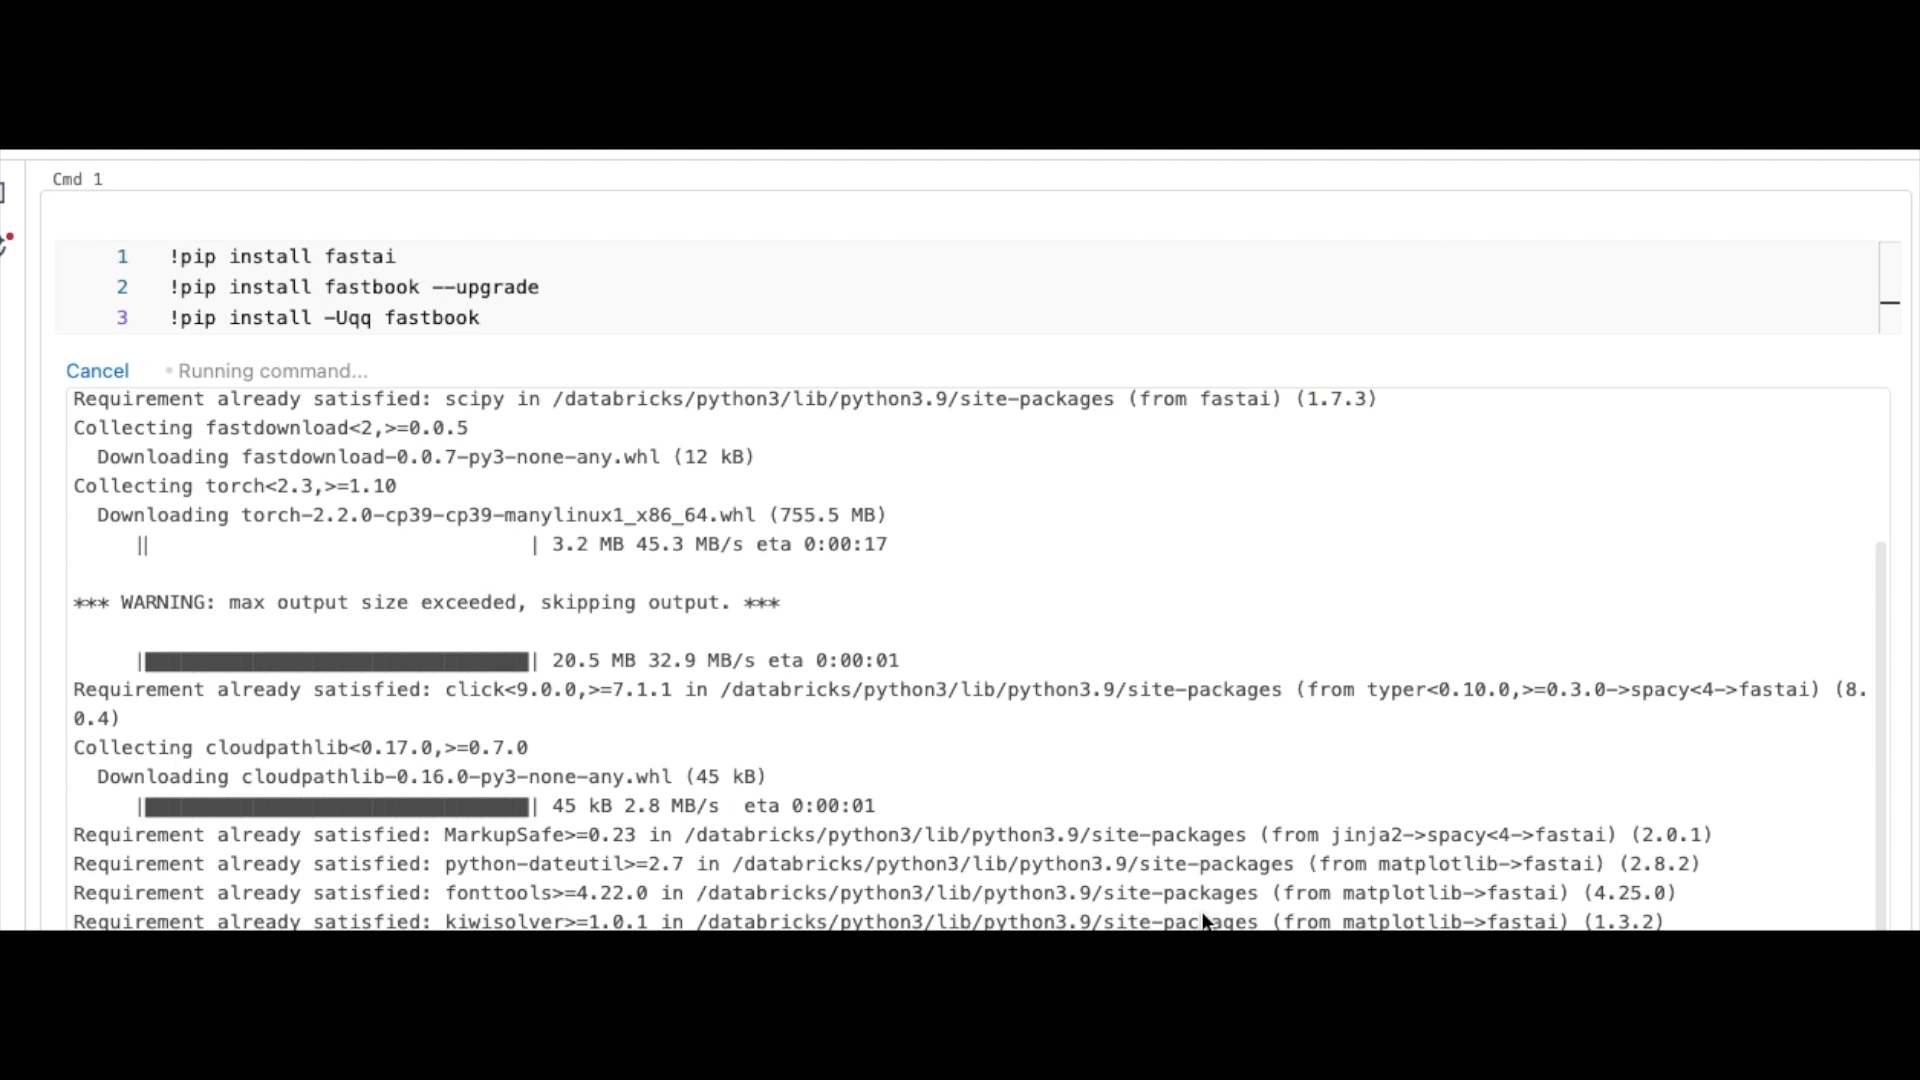 Cmd 1
1 !pip install fastai
2 !pip install fastbook --upgrade
3 !pip install -Uqq fastbook
Cancel Running command...
Requirement already satisfied: scipy in /databricks/python3/lib/python3.9/site-packages (from fastai) (1.7.3)
Collecting fastdownload<2,>=0.0.5
Downloading fastdownload-0.0.7-py3-none-any.whl (12 kB)
Collecting torch<2.3,>=1.10
Downloading torch-2.2.0-cp39-cp39-manylinux1_x86_64.whl (755.5 MB)
|| | 3.2 MB 45.3 MB/s eta 0:00:17
*** WARNING: max output size exceeded, skipping output. ***
|████████████████████████████████| 20.5 MB 32.9 MB/s eta 0:00:01
Requirement already satisfied: click<9.0.0,>=7.1.1 in /databricks/python3/lib/python3.9/site-packages (from typer<0.10.0,>=0.3.0->spacy<4->fastai) (8.
0.4)
Collecting cloudpathlib<0.17.0,>=0.7.0
Downloading cloudpathlib-0.16.0-py3-none-any.whl (45 kB)
|████████████████████████████████| 45 kB 2.8 MB/s eta 0:00:01
Requirement already satisfied: MarkupSafe>=0.23 in /databricks/python3/lib/python3.9/site-packages (from jinja2->spacy<4->fastai) (2.0.1)
Requirement already satisfied: python-dateutil>=2.7 in /databricks/python3/lib/python3.9/site-packages (from matplotlib->fastai) (2.8.2)
Requirement already satisfied: fonttools>=4.22.0 in /databricks/python3/lib/python3.9/site-packages (from matplotlib->fastai) (4.25.0)
Requirement already satisfied: kiwisolver>=1.0.1 in /databricks/python3/lib/python3.9/site-packages (from matplotlib->fastai) (1.3.2)